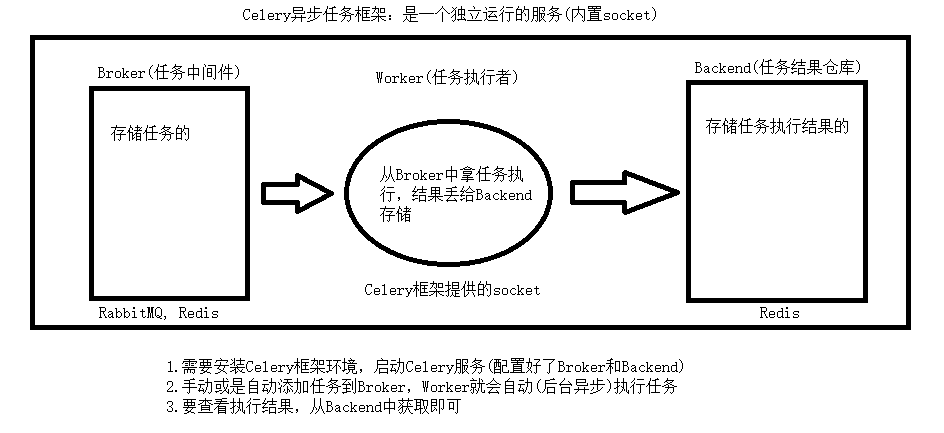 Celery异步任务框架：是一个独立运行的服务(内置socket)
Broker(任务中间件)
Worker(任务执行者)
Backend(任务结果仓库)
存储任务的
从Broker中拿任务执
行，结果丢给Backend
存储
存储任务执行结果的
Celery框架提供的socket
RabbitMQ, Redis
Redis
1.需要安装Celery框架环境，启动Celery服务(配置好了Broker和Backend)
2.手动或是自动添加任务到Broker，Worker就会自动(后台异步)执行任务
3.要查看执行结果，从Backend中获取即可